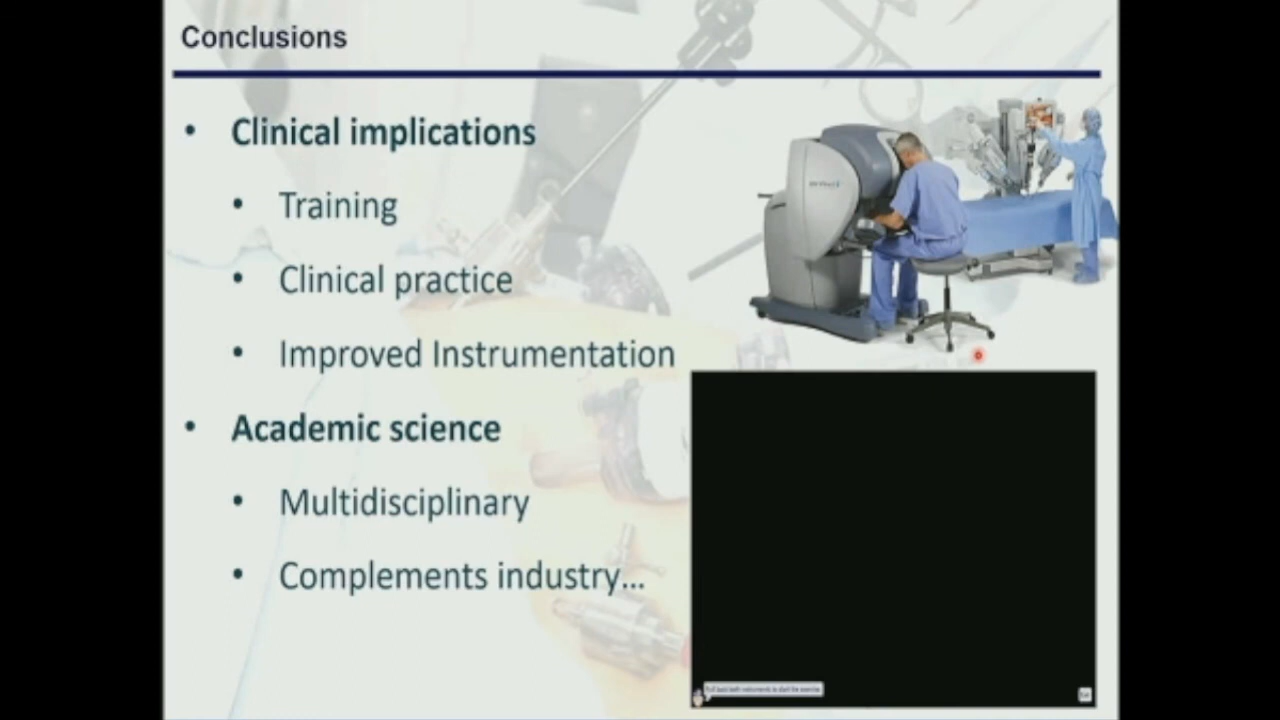 Conclusions
• Clinical implications
• Training
• Clinical practice
• Improved Instrumentation
• Academic science
• Multidisciplinary
• Complements industry...